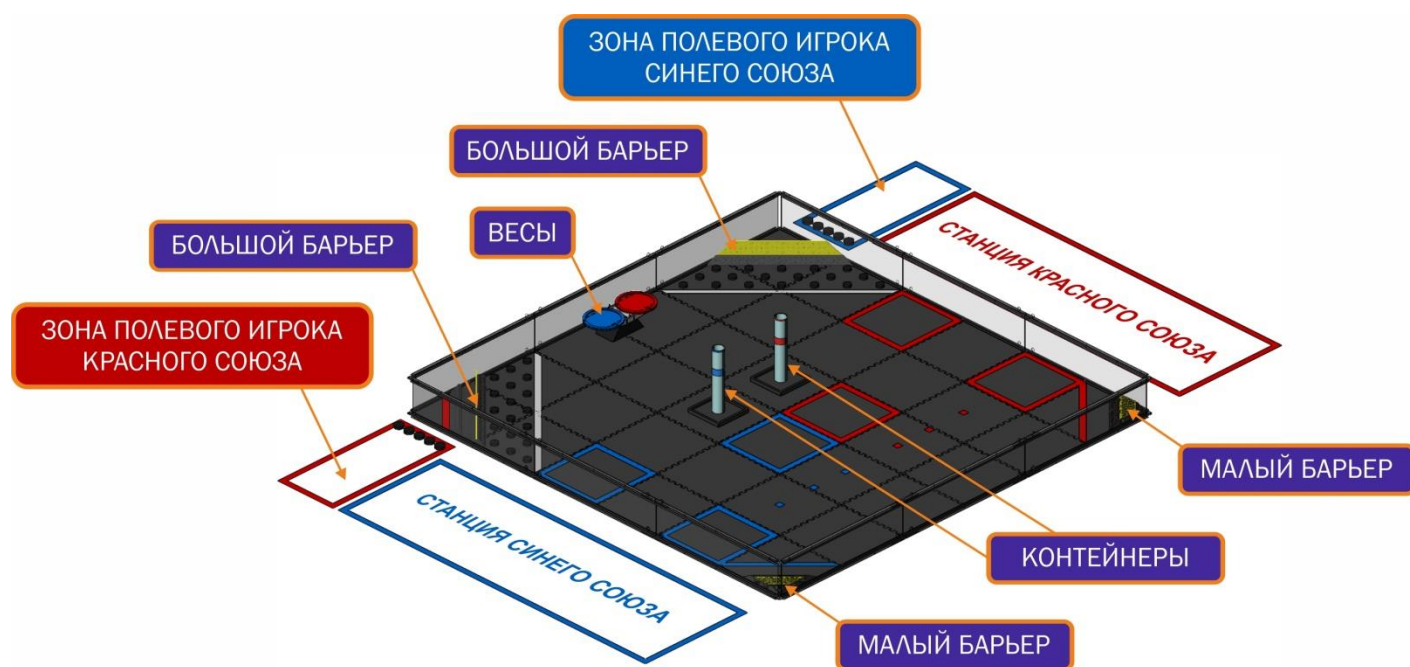 ЗОНА ПОЛЕВОГО ИГРОКА
СИНЕГО СОЮЗА
БОЛЬШОЙ БАРЬЕР
ВЕСЫ
БОЛЬШОЙ БАРЬЕР
ЗОНА ПОЛЕВОГО ИГРОКА
КРАСНОГО СОЮЗА
СТАНЦИЯ КРАСНОГО СОЮЗА
МАЛЫЙ БАРЬЕР
СТАНЦИЯ СИНЕГО СОЮЗА
КОНТЕЙНЕРЫ
МАЛЫЙ БАРЬЕР